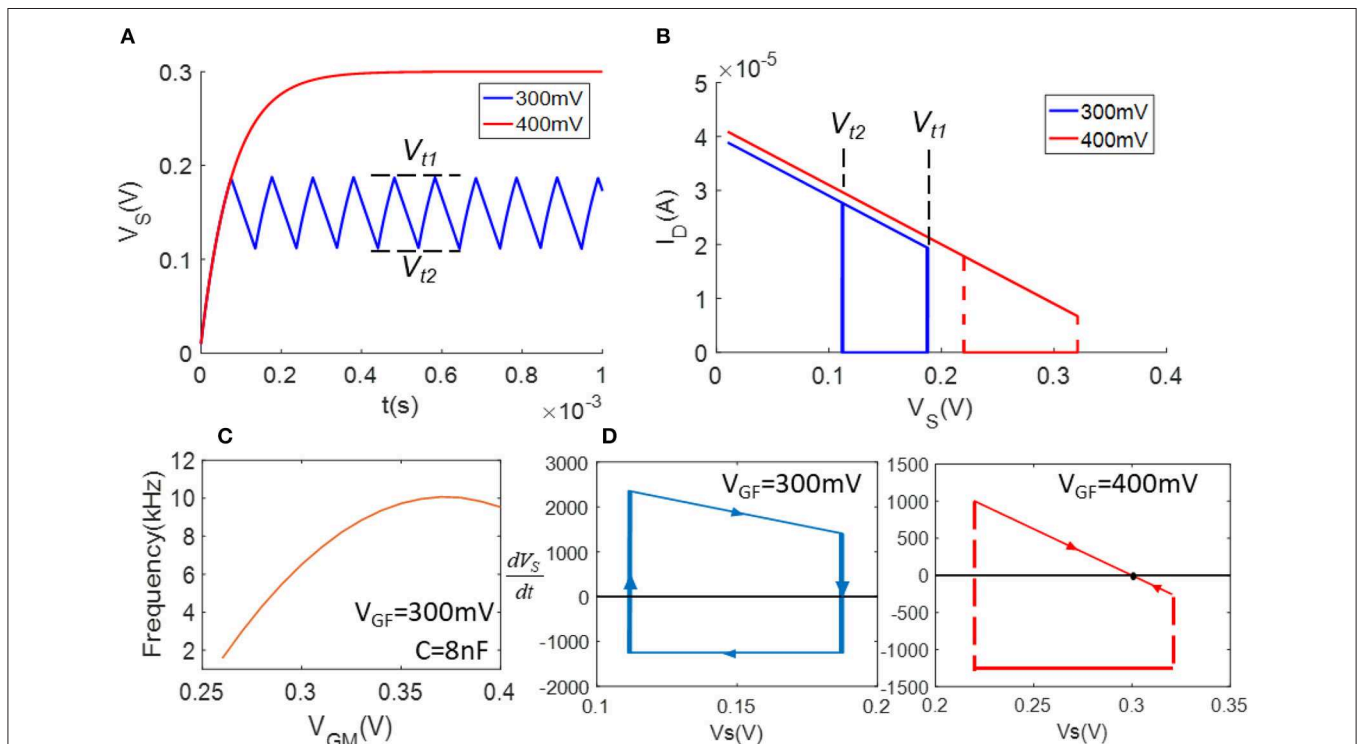 A
0.3
0.2
0.1
0
V_S(V)
300mV
400mV
V_t1
V_t2
0
0.2
0.4
0.6
0.8
1
t(s)
×10^-3
B
×10^-5
5
4
3
2
1
0
I_D(A)
V_t2
V_t1
300mV
400mV
0
0.1
0.2
0.3
0.4
V_S(V)
C
12
10
8
6
4
2
Frequency(kHz)
V_GF=300mV
C=8nF
0.25
0.3
0.35
0.4
V_GM(V)
D
3000
2000
1000
0
-1000
-2000
dV_S
dt
V_GF=300mV
0.1
0.15
0.2
Vs(V)
1500
1000
500
0
-500
-1000
-1500
V_GF=400mV
0.2
0.25
0.3
0.35
Vs(V)